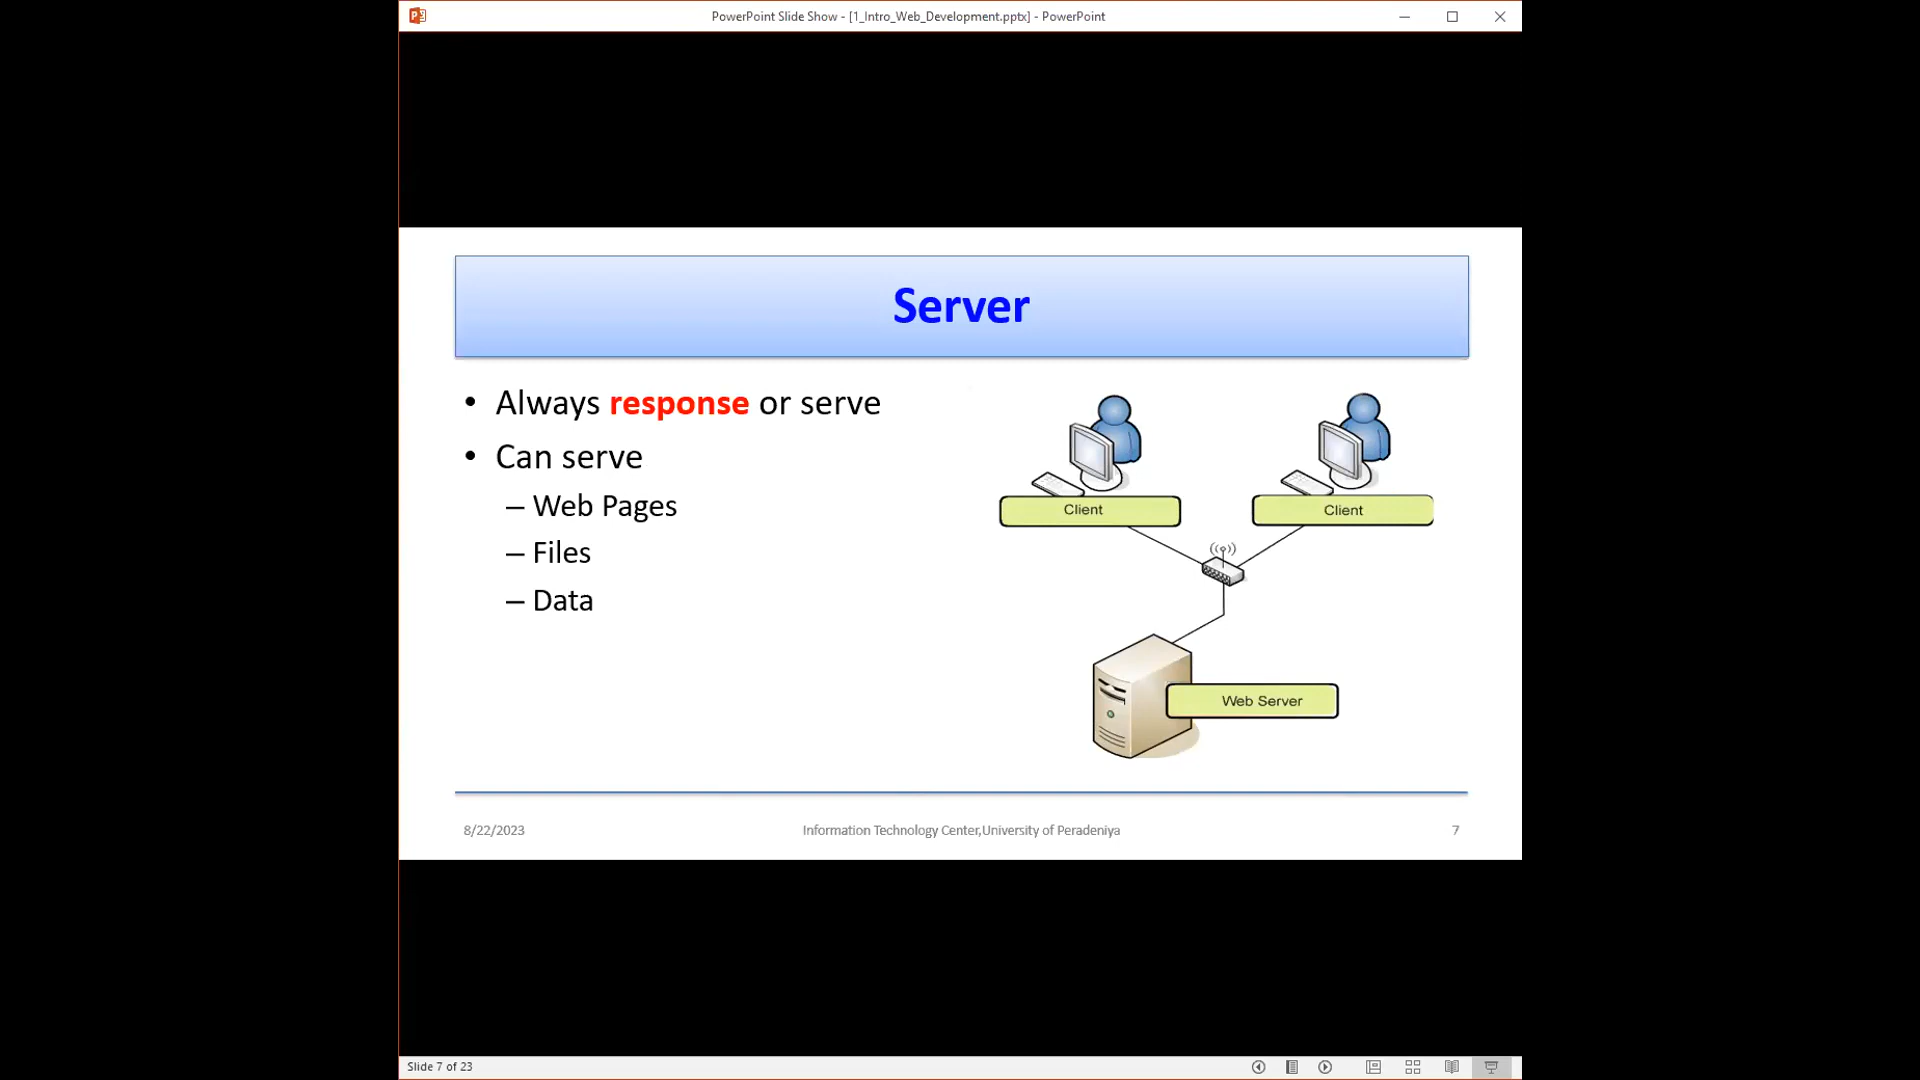 PowerPoint Slide Show - [1_Intro_Web_Development.pptx] - PowerPoint
Server
• Always response or serve
• Can serve
– Web Pages
– Files
– Data
Client
Client
Web Server
8/22/2023
Information Technology Center,University of Peradeniya
7
Slide 7 of 23